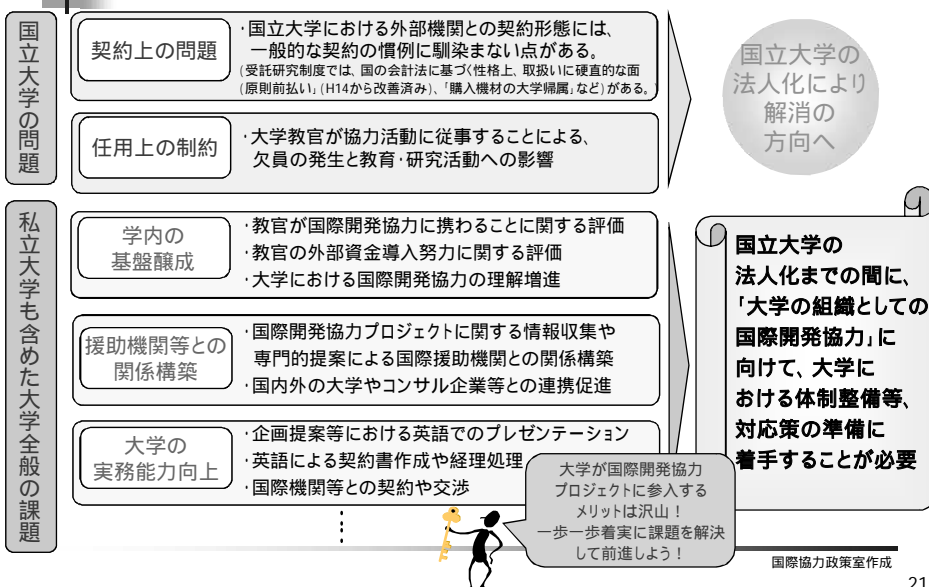 国立大学の問題
契約上の問題
･国立大学における外部機関との契約形態には、
一般的な契約の慣例に馴染まない点がある。
(受託研究制度では、国の会計法に基づく性格上、取扱いに硬直的な面
(原則前払い」(H14から改善済み)、「購入機材の大学帰属」など)がある。)
任用上の制約
･大学教官が協力活動に従事することによる、
欠員の発生と教育･研究活動への影響
国立大学の
法人化により
解消の
方向へ
私立大学も含めた大学全般の課題
学内の
基盤醸成
･教官が国際開発協力に携わることに関する評価
･教官の外部資金導入努力に関する評価
･大学における国際開発協力の理解増進
援助機関等との
関係構築
･国際開発協力プロジェクトに関する情報収集や
専門的提案による国際援助機関との関係構築
･国内外の大学やコンサル企業等との連携促進
大学の
実務能力向上
･企画提案等における英語でのプレゼンテーション
･英語による契約書作成や経理処理
･国際機関等との契約や交渉
国立大学の
法人化までの間に、
「大学の組織としての
国際開発協力」に
向けて、大学に
おける体制整備等、
対応策の準備に
着手することが必要
大学が国際開発協力
プロジェクトに参入する
メリットは沢山！
一歩一歩着実に課題を解決
して前進しよう！
国際協力政策室作成
21